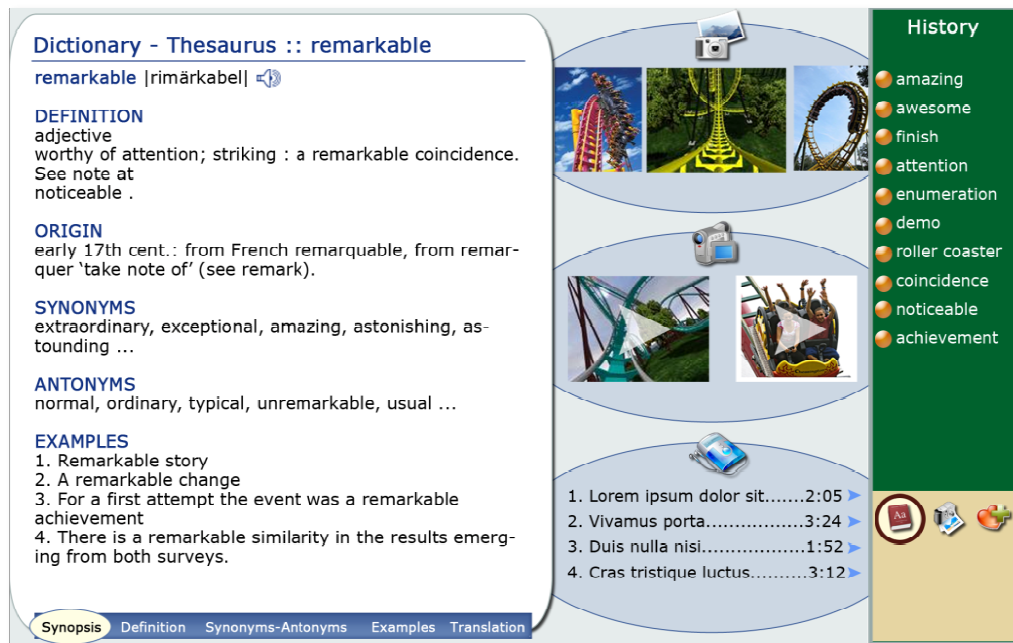 Dictionary - Thesaurus :: remarkable
remarkable |rimärkabel|
DEFINITION
adjective
worthy of attention; striking : a remarkable coincidence.
See note at
noticeable .
ORIGIN
early 17th cent.: from French remarquable, from remar-
quer ‘take note of’ (see remark).
SYNONYMS
extraordinary, exceptional, amazing, astonishing, as-
tounding ...
ANTONYMS
normal, ordinary, typical, unremarkable, usual ...
EXAMPLES
1. Remarkable story
2. A remarkable change
3. For a first attempt the event was a remarkable
achievement
4. There is a remarkable similarity in the results emerg-
ing from both surveys.
Synopsis Definition Synonyms-Antonyms Examples Translation
1. Lorem ipsum dolor sit.......2:05
2. Vivamus porta.................3:24
3. Duis nulla nisi..................1:52
4. Cras tristique luctus..........3:12
History
amazing
awesome
finish
attention
enumeration
demo
roller coaster
coincidence
noticeable
achievement
Aa